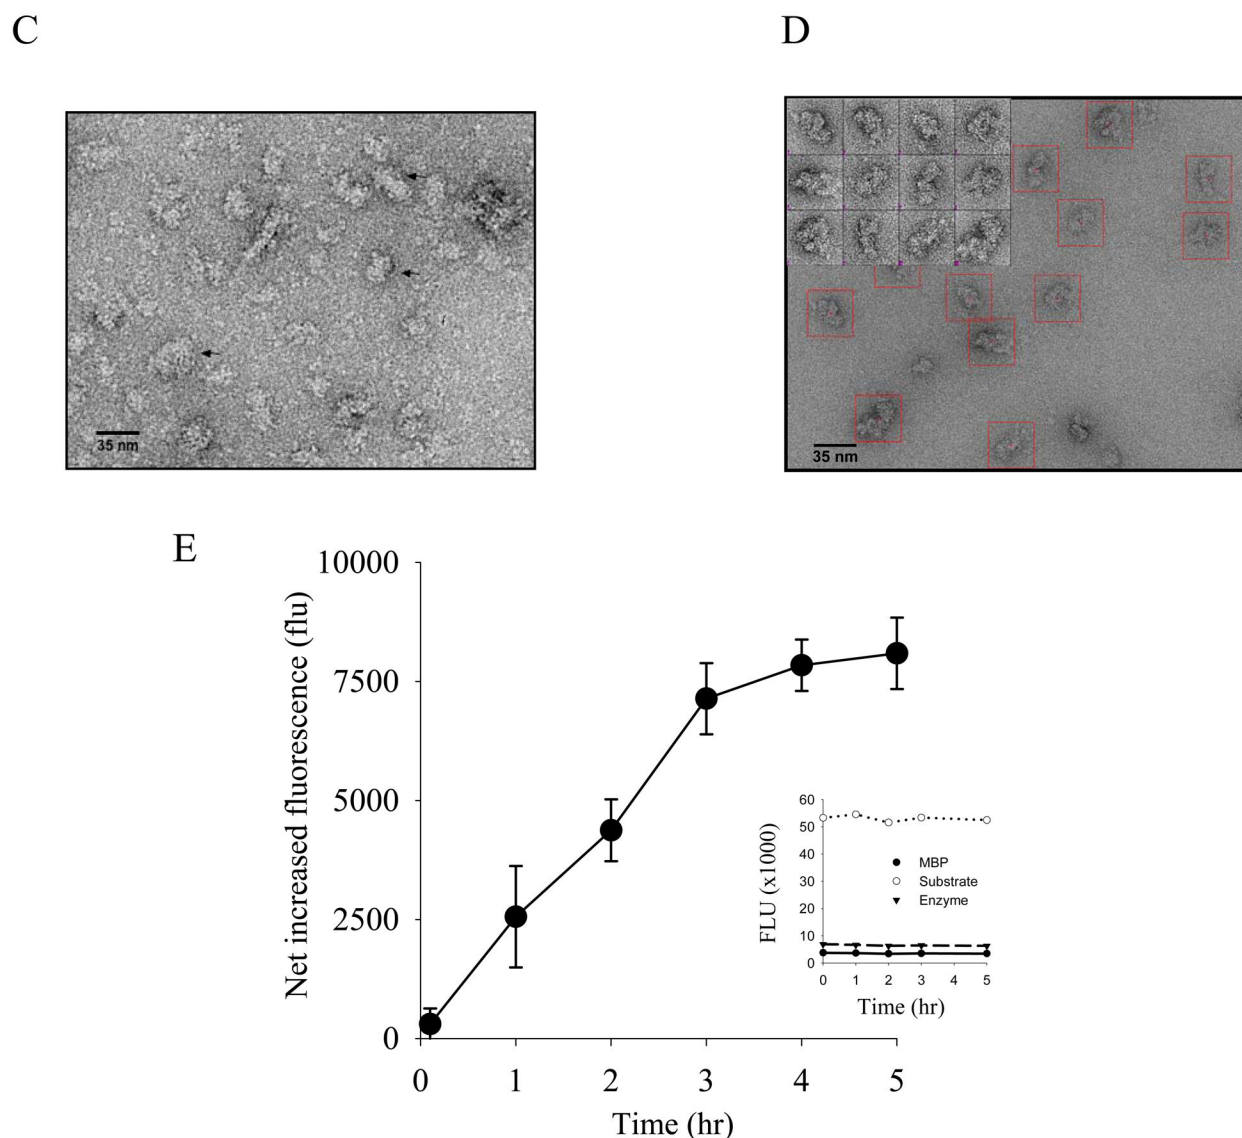 C
D
35 nm
35 nm
E
Net increased fluorescence (flu)
10000
7500
5000
2500
0
0 1 2 3 4 5
Time (hr)
FLU (x1000)
60
50
40
30
20
10
0
MBP
Substrate
Enzyme
0 1 2 3 4 5
Time (hr)